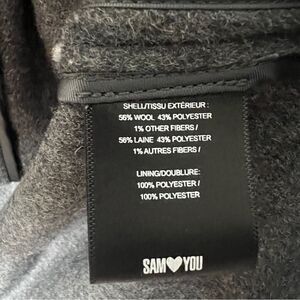 SHELL/TISSU EXTÉRIEUR :
56% WOOL 43% POLYESTER
1% OTHER FIBERS /
56% LAINE 43% POLYESTER
1% AUTRES FIBERS /
LINING/DOUBLURE:
100% POLYESTER /
100% POLYESTER
SAM♥YOU